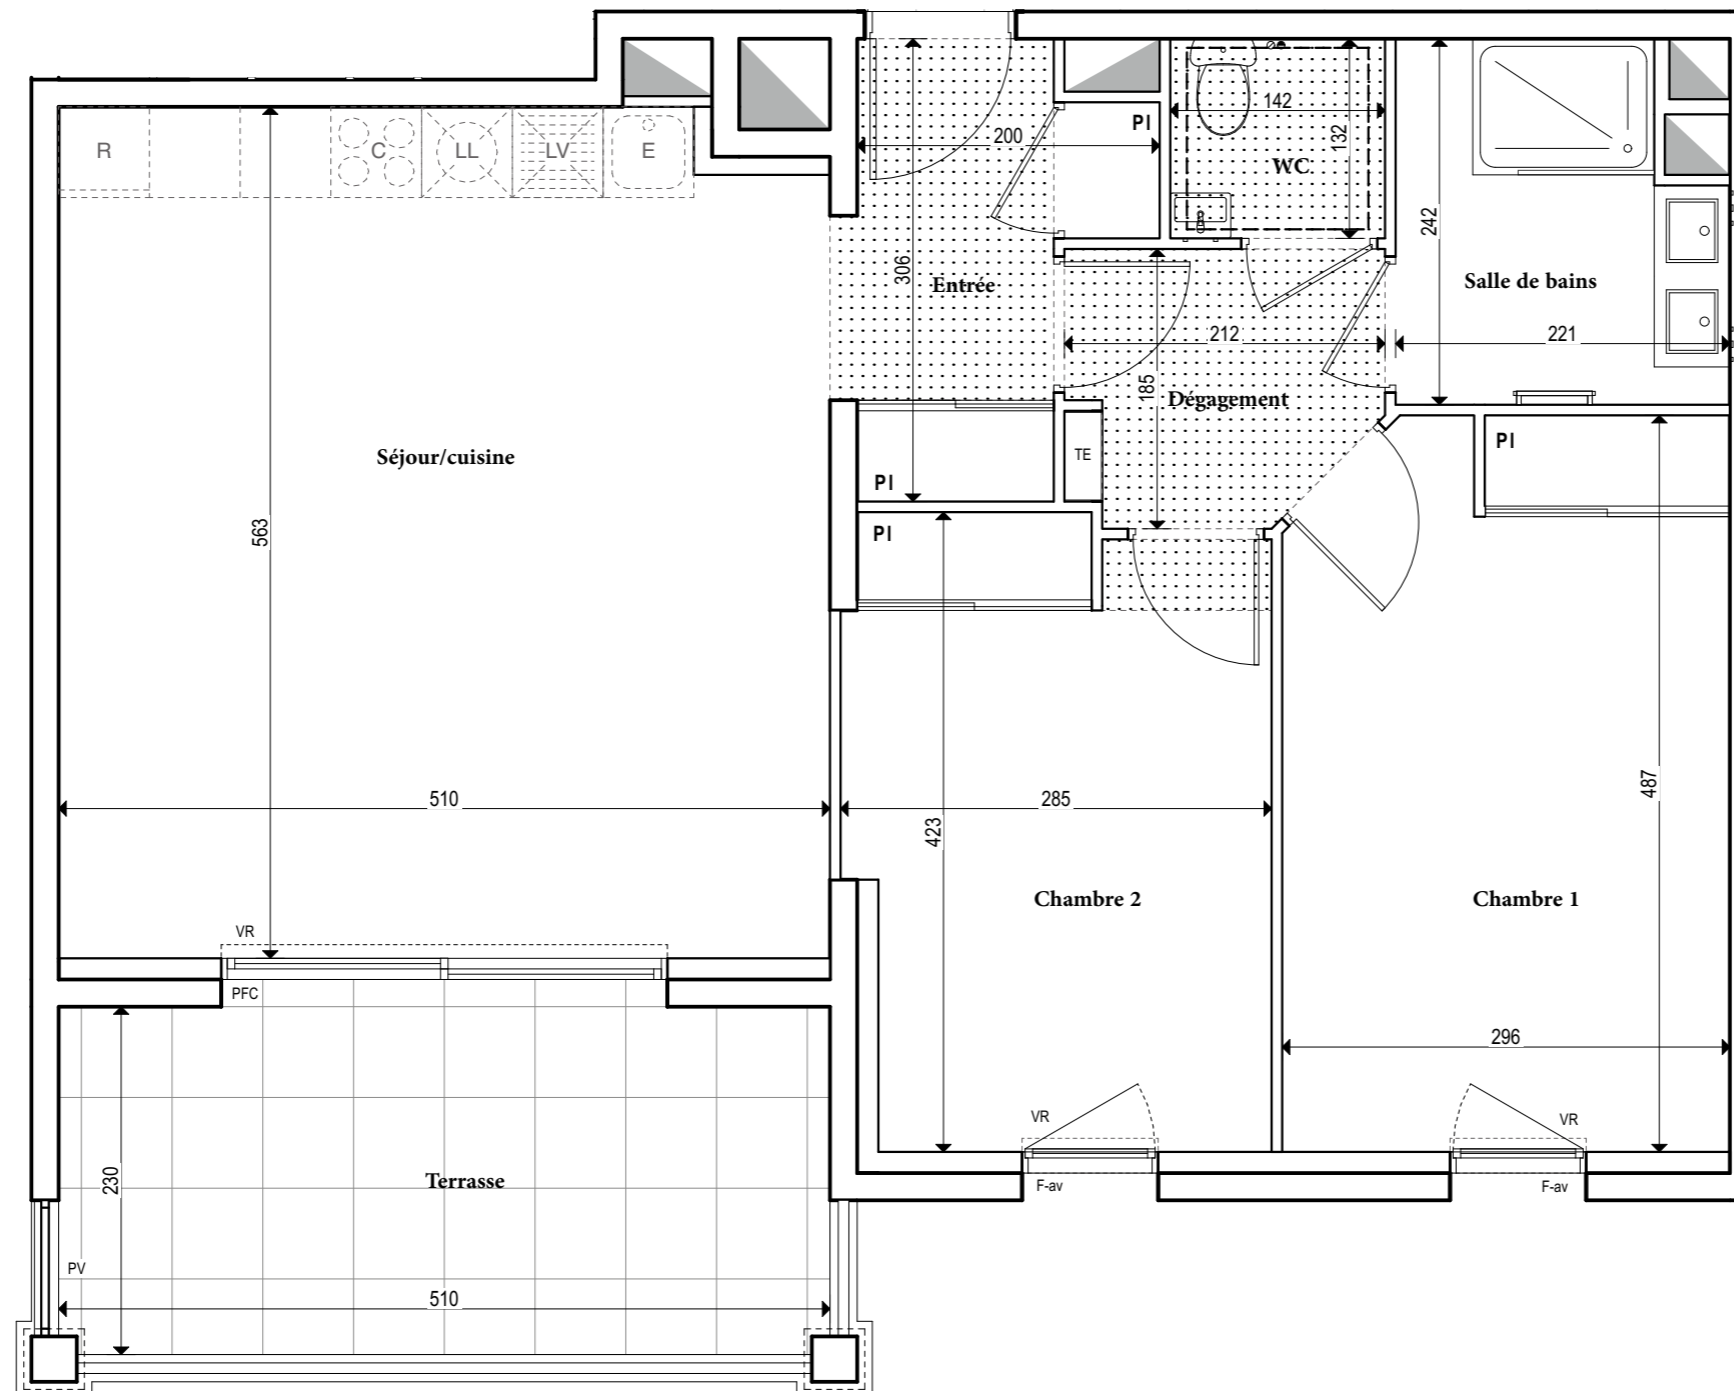 R
C
LL
LV
E
200
PI
142
132
WC
242
306
Entrée
Salle de bains
212
221
185
Dégagement
Séjour/cuisine
PI
TE
PI
PI
563
510
285
423
487
Chambre 2
Chambre 1
VR
PFC
296
VR
VR
F-av
F-av
230
Terrasse
PV
510